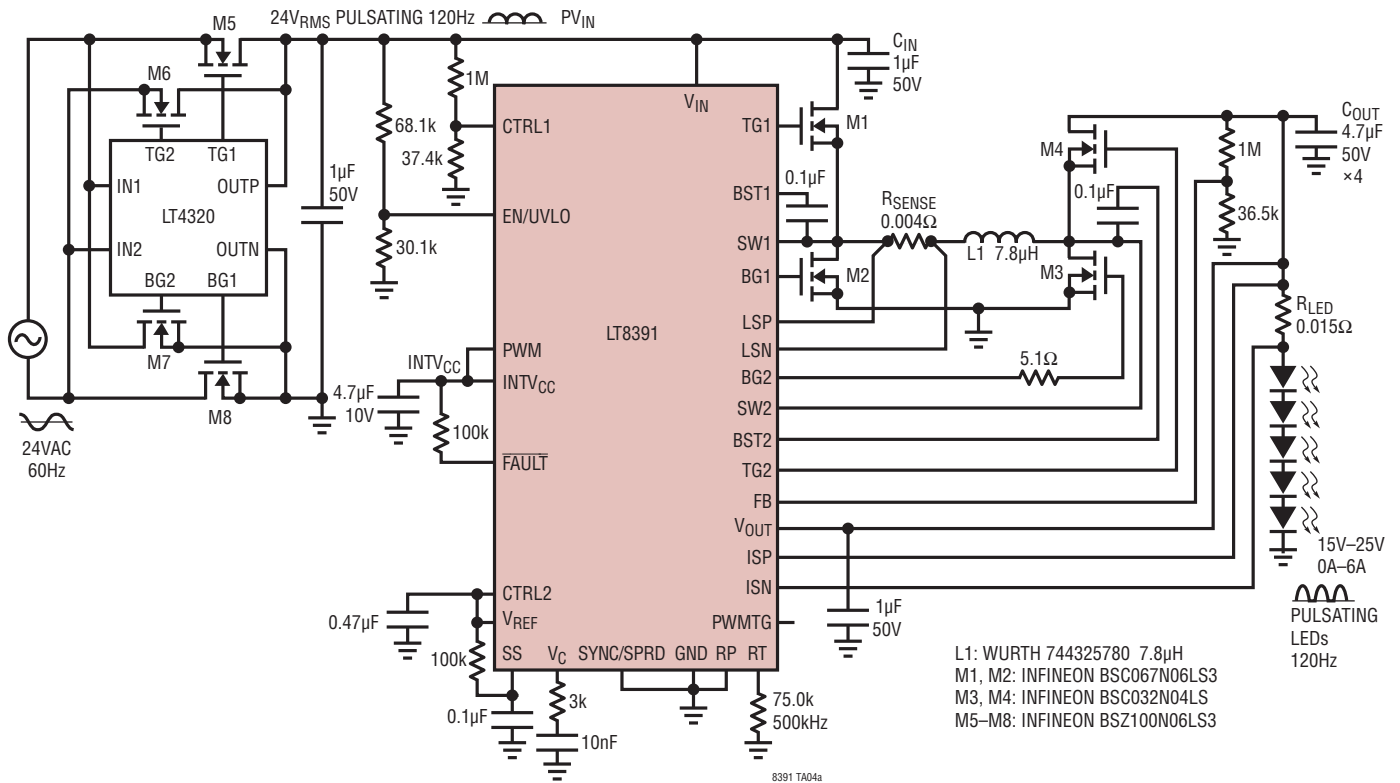 24VRMS PULSATING 120Hz
PVIN
M5
M6
TG2
TG1
IN1
OUTP
LT4320
IN2
OUTN
BG2
BG1
M7
M8
24VAC
60Hz
1µF
50V
68.1k
30.1k
1M
37.4k
INTVCC
4.7µF
10V
100k
0.47µF
100k
0.1µF
3k
10nF
75.0k
500kHz
VIN
CTRL1
EN/UVLO
LT8391
PWM
INTVCC
FAULT
CTRL2
VREF
SS
VC
SYNC/SPRD
GND
RP
RT
TG1
BST1
SW1
BG1
LSP
LSN
BG2
SW2
BST2
TG2
FB
VOUT
ISP
ISN
PWMTG
CIN
1µF
50V
M1
0.1µF
M2
RSENSE
0.004Ω
L1 7.8µH
M4
0.1µF
M3
5.1Ω
1M
36.5k
COUT
4.7µF
50V
×4
RLED
0.015Ω
1µF
50V
15V–25V
0A–6A
PULSATING
LEDs
120Hz
L1: WURTH 744325780 7.8µH
M1, M2: INFINEON BSC067N06LS3
M3, M4: INFINEON BSC032N04LS
M5–M8: INFINEON BSZ100N06LS3
8391 TA04a